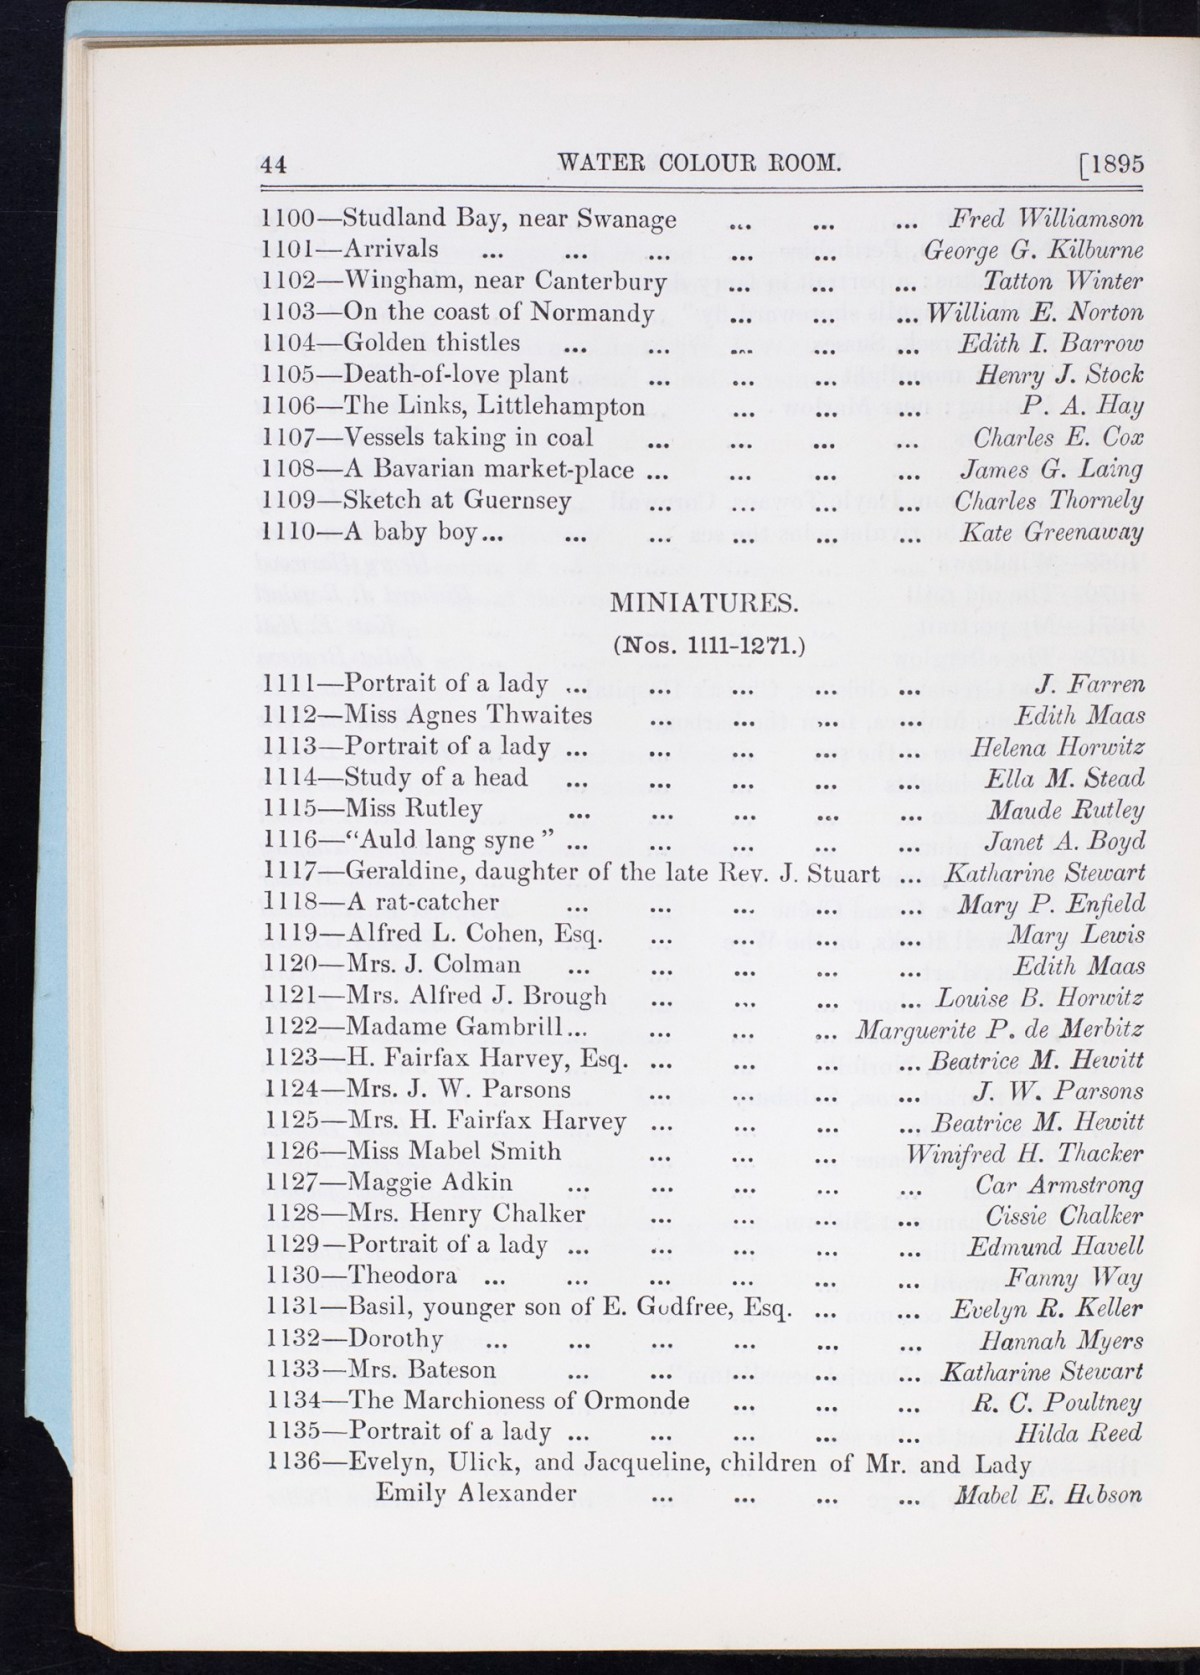 44 WATER COLOUR ROOM. [1895
1100—Studland Bay, near Swanage ... ... ... Fred Williamson
1101—Arrivals ... ... ... ... ... George G. Kilburne
1102—Wingham, near Canterbury ... ... ... Tatton Winter
1103—On the coast of Normandy ... ... ... William E. Norton
1104—Golden thistles ... ... ... ... ... Edith I. Barrow
1105—Death-of-love plant ... ... ... ... Henry J. Stock
1106—The Links, Littlehampton ... ... ... P. A. Hay
1107—Vessels taking in coal ... ... ... ... Charles E. Cox
1108—A Bavarian market-place ... ... ... ... James G. Laing
1109—Sketch at Guernsey ... ... ... ... Charles Thornely
1110—A baby boy... ... ... ... ... ... Kate Greenaway
MINIATURES.
(Nos. 1111-1271.)
1111—Portrait of a lady ... ... ... ... ... J. Farren
1112—Miss Agnes Thwaites ... ... ... ... Edith Maas
1113—Portrait of a lady ... ... ... ... ... Helena Horwitz
1114—Study of a head ... ... ... ... ... Ella M. Stead
1115—Miss Rutley ... ... ... ... ... Maude Rutley
1116—“Auld lang syne” ... ... ... ... ... Janet A. Boyd
1117—Geraldine, daughter of the late Rev. J. Stuart ... Katharine Stewart
1118—A rat-catcher ... ... ... ... ... Mary P. Enfield
1119—Alfred L. Cohen, Esq. ... ... ... ... Mary Lewis
1120—Mrs. J. Colman ... ... ... ... ... Edith Maas
1121—Mrs. Alfred J. Brough ... ... ... ... Louise B. Horwitz
1122—Madame Gambrill... ... ... ... Marguerite P. de Merbitz
1123—H. Fairfax Harvey, Esq. ... ... ... ... Beatrice M. Hewitt
1124—Mrs. J. W. Parsons ... ... ... ... J. W. Parsons
1125—Mrs. H. Fairfax Harvey ... ... ... ... Beatrice M. Hewitt
1126—Miss Mabel Smith ... ... ... Winifred H. Thacker
1127—Maggie Adkin ... ... ... ... ... Car Armstrong
1128—Mrs. Henry Chalker ... ... ... ... Cissie Chalker
1129—Portrait of a lady ... ... ... ... ... Edmund Havell
1130—Theodora ... ... ... ... ... ... Fanny Way
1131—Basil, younger son of E. Godfree, Esq. ... ... Evelyn R. Keller
1132—Dorothy ... ... ... ... ... ... Hannah Myers
1133—Mrs. Bateson ... ... ... ... ... Katharine Stewart
1134—The Marchioness of Ormonde ... ... ... R. C. Poultney
1135—Portrait of a lady ... ... ... ... ... Hilda Reed
1136—Evelyn, Ulick, and Jacqueline, children of Mr. and Lady
Emily Alexander ... ... ... ... Mabel E. Hobson